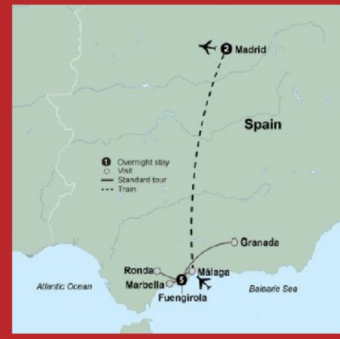 2 Madrid
Spain
1 Overnight stay
Visit
Standard tour
Train
Granada
Ronda
Málaga
Marbella
5
Fuengirola
Atlantic Ocean
Balearic Sea